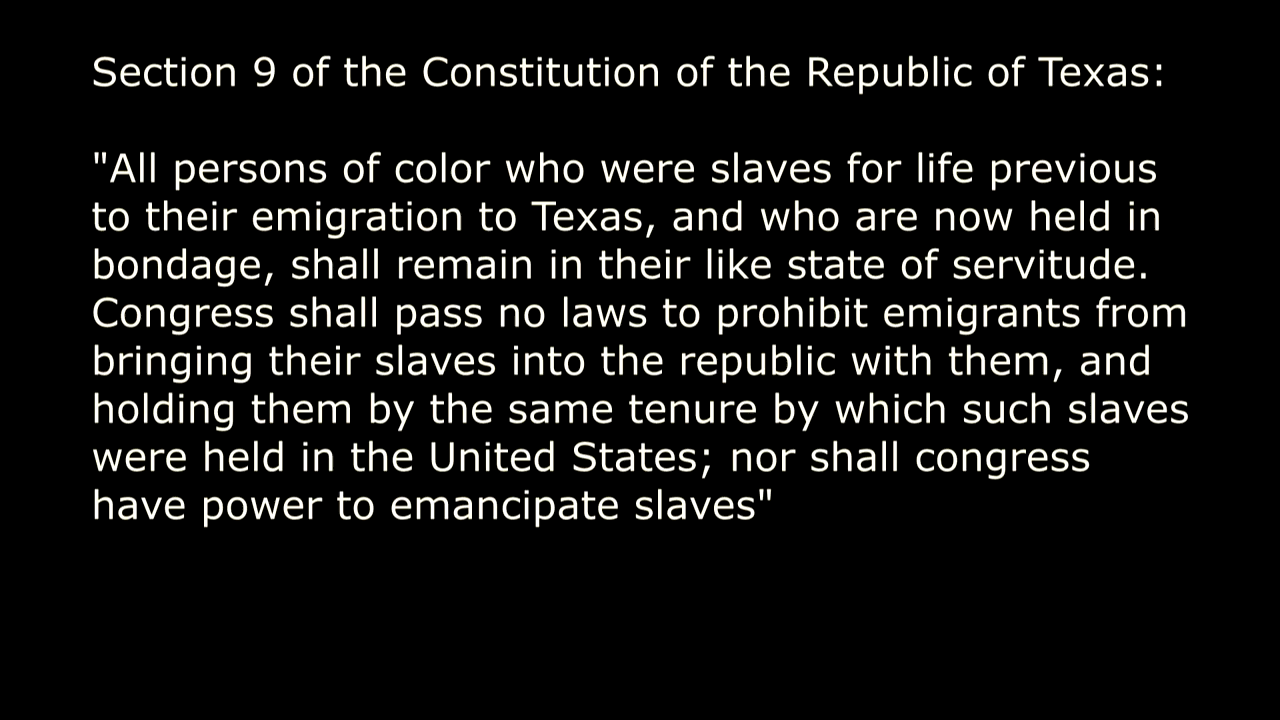 Section 9 of the Constitution of the Republic of Texas:
"All persons of color who were slaves for life previous
to their emigration to Texas, and who are now held in
bondage, shall remain in their like state of servitude.
Congress shall pass no laws to prohibit emigrants from
bringing their slaves into the republic with them, and
holding them by the same tenure by which such slaves
were held in the United States; nor shall congress
have power to emancipate slaves"